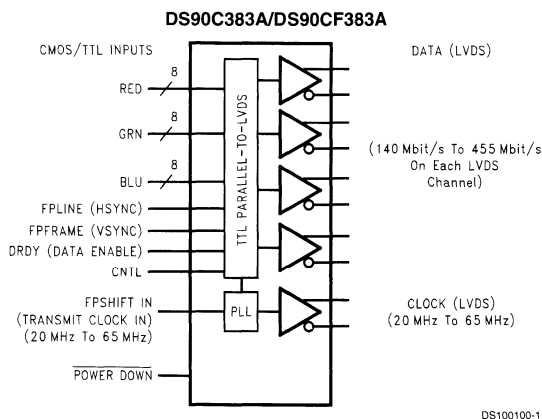 DS90C383A/DS90CF383A
CMOS/TTL INPUTS
DATA (LVDS)
8
RED
8
GRN
8
BLU
FPLINE (HSYNC)
FPFRAME (VSYNC)
DRDY (DATA ENABLE)
CNTL
TTL PARALLEL-TO-LVDS
(140 Mbit/s To 455 Mbit/s
On Each LVDS
Channel)
FPSHIFT IN
(TRANSMIT CLOCK IN)
(20 MHz To 65 MHz)
PLL
CLOCK (LVDS)
(20 MHz To 65 MHz)
POWER DOWN
DS100100-1